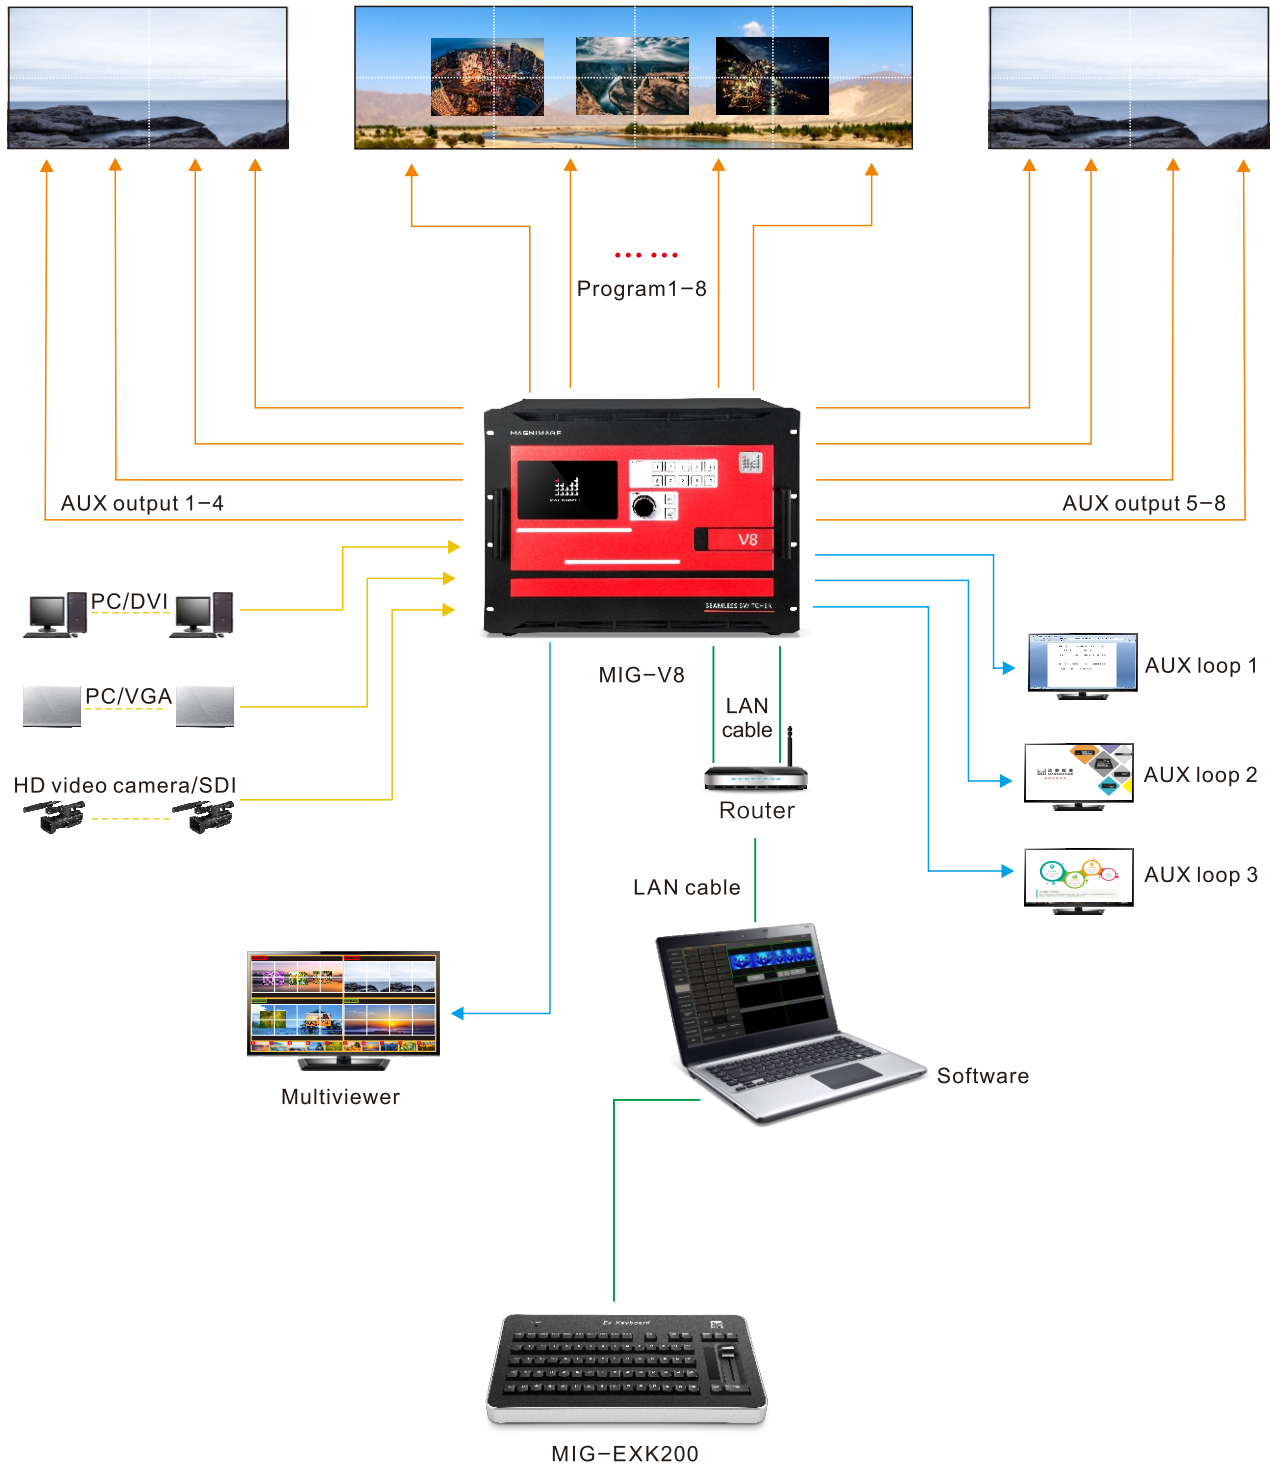 Program1-8
MAGNIMAGE
AUX output 1-4
AUX output 5-8
V8
SEAMLESS SWITCHER
PC/DVI
MIG-V8
AUX loop 1
PC/VGA
LAN
cable
HD video camera/SDI
AUX loop 2
Router
LAN cable
AUX loop 3
Software
Multiviewer
Ex Keyboard
MIG-EXK200